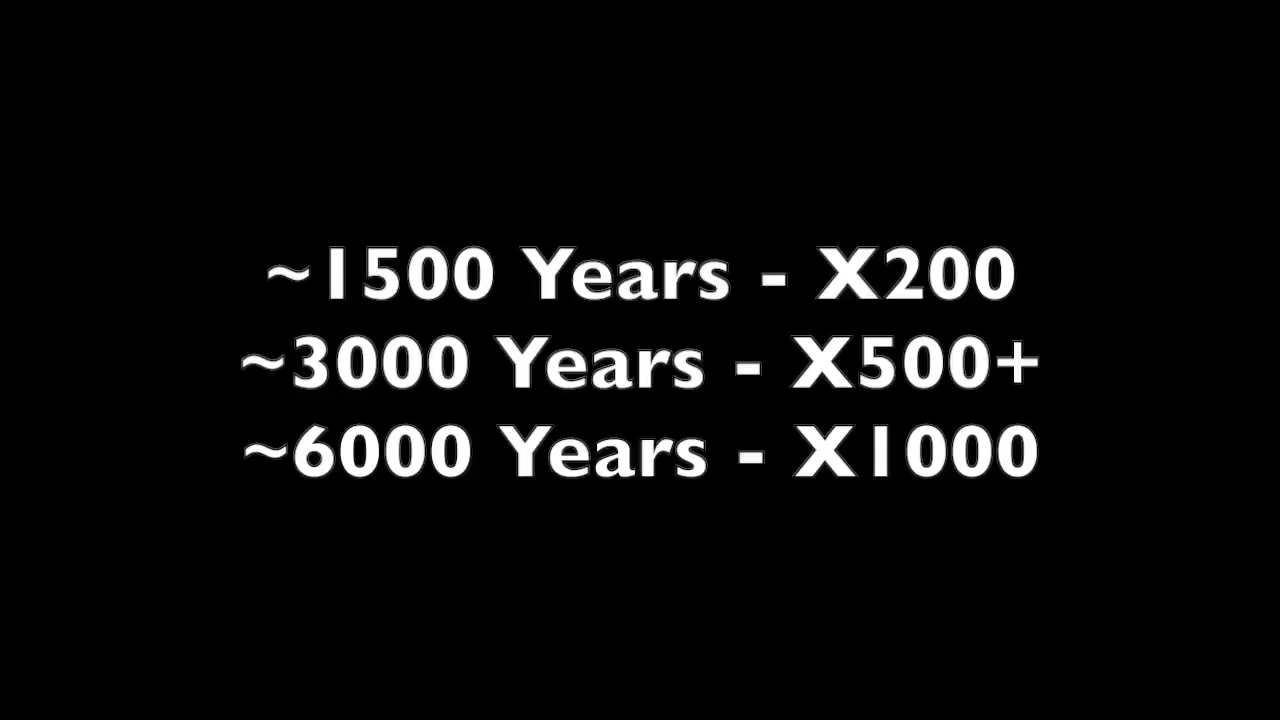 ~1500 Years - X200
~3000 Years - X500+
~6000 Years - X1000